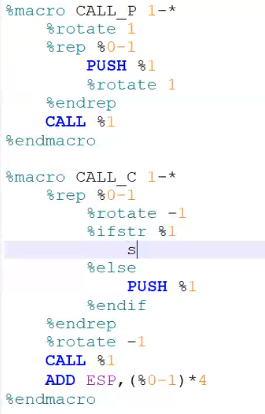 %macro CALL_P 1-*
%rotate 1
%rep %0-1
PUSH %1
%rotate 1
%endrep
CALL %1
%endmacro
%macro CALL_C 1-*
%rep %0-1
%rotate -1
%ifstr %1
s
%else
PUSH %1
%endif
%endrep
%rotate -1
CALL %1
ADD ESP,(%0-1)*4
%endmacro